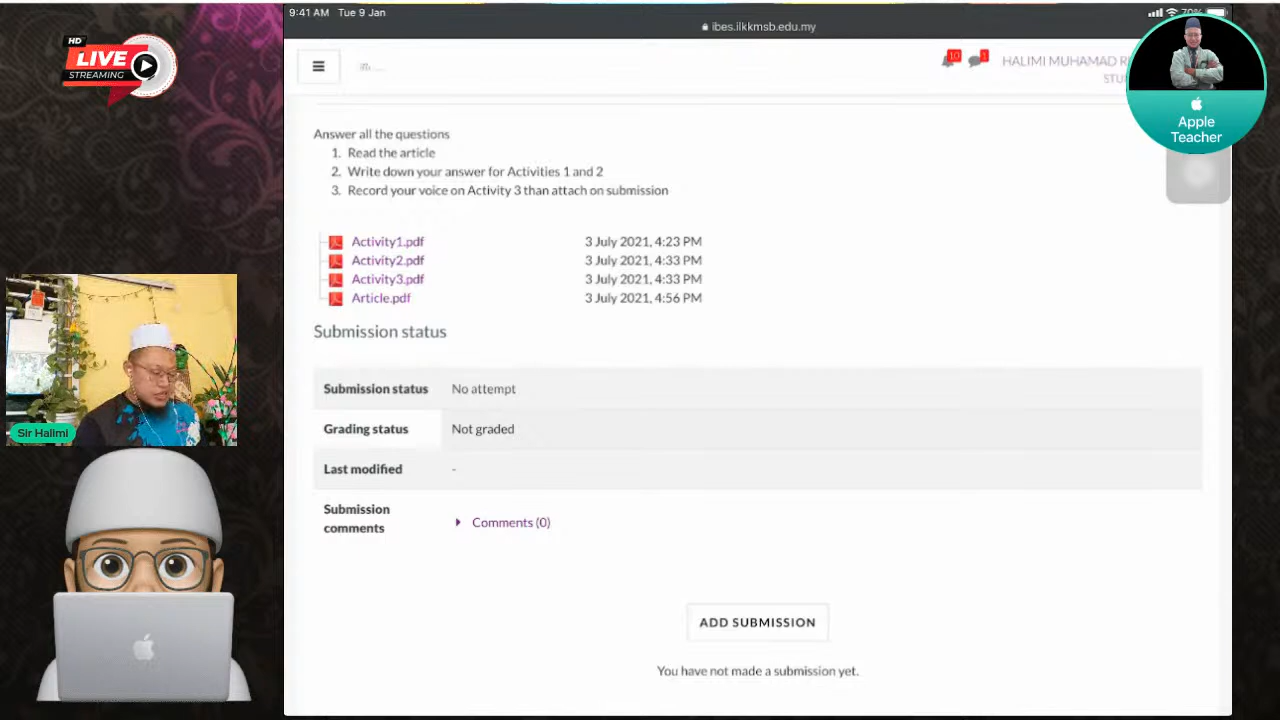 9:41 AM Tue 9 Jan
79%
ibes.ilkkmsb.edu.my
HD
LIVE
STREAMING
10
1
HALIMI MUHAMAD
Apple
Teacher
Answer all the questions
1. Read the article
2. Write down your answer for Activities 1 and 2
3. Record your voice on Activity 3 than attach on submission
Activity1.pdf 3 July 2021, 4:23 PM
Activity2.pdf 3 July 2021, 4:33 PM
Activity3.pdf 3 July 2021, 4:33 PM
Article.pdf 3 July 2021, 4:56 PM
Submission status
Submission status No attempt
Grading status Not graded
Last modified -
Submission
comments
Comments (0)
Sir Halimi
ADD SUBMISSION
You have not made a submission yet.